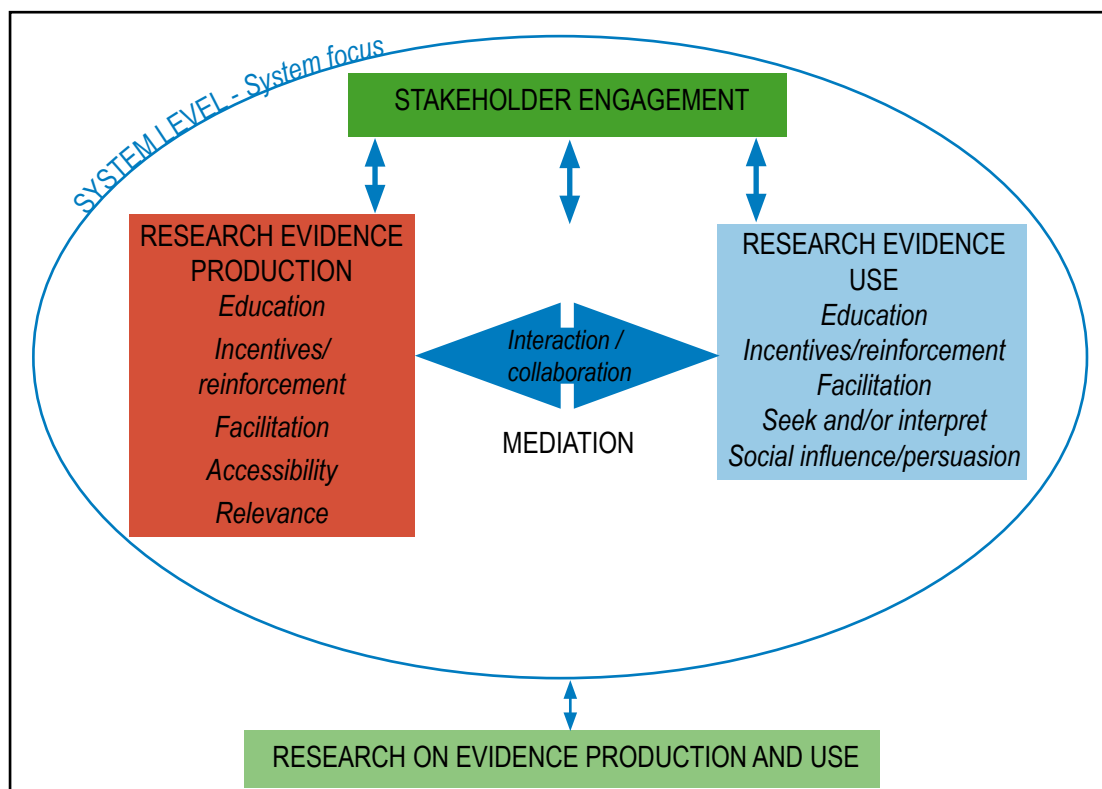 SYSTEM LEVEL - System focus
STAKEHOLDER ENGAGEMENT
RESEARCH EVIDENCE
PRODUCTION
Education
Incentives/
reinforcement
Facilitation
Accessibility
Relevance
Interaction /
collaboration
MEDIATION
RESEARCH EVIDENCE
USE
Education
Incentives/reinforcement
Facilitation
Seek and/or interpret
Social influence/persuasion
RESEARCH ON EVIDENCE PRODUCTION AND USE